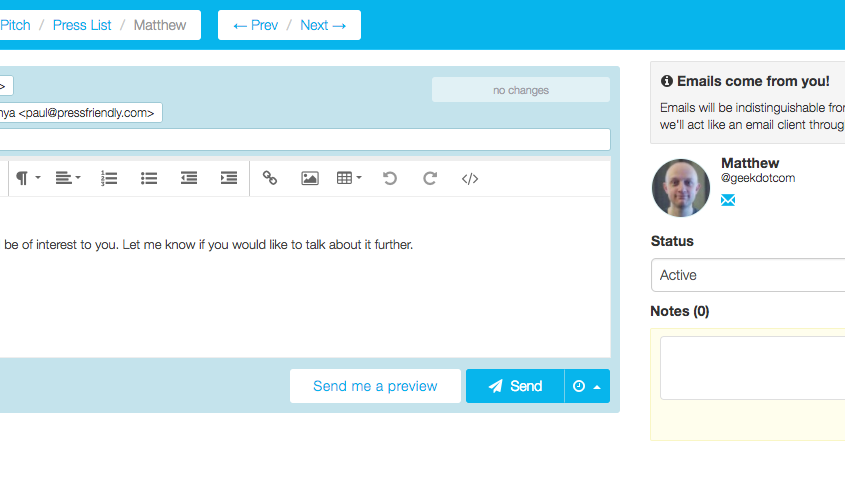 Pitch / Press List / Matthew
← Prev / Next →
>
no changes
nya <paul@pressfriendly.com>
be of interest to you. Let me know if you would like to talk about it further.
Send me a preview
Send
Emails come from you!
Emails will be indistinguishable from
we'll act like an email client through
Matthew
@geekdotcom
Status
Active
Notes (0)